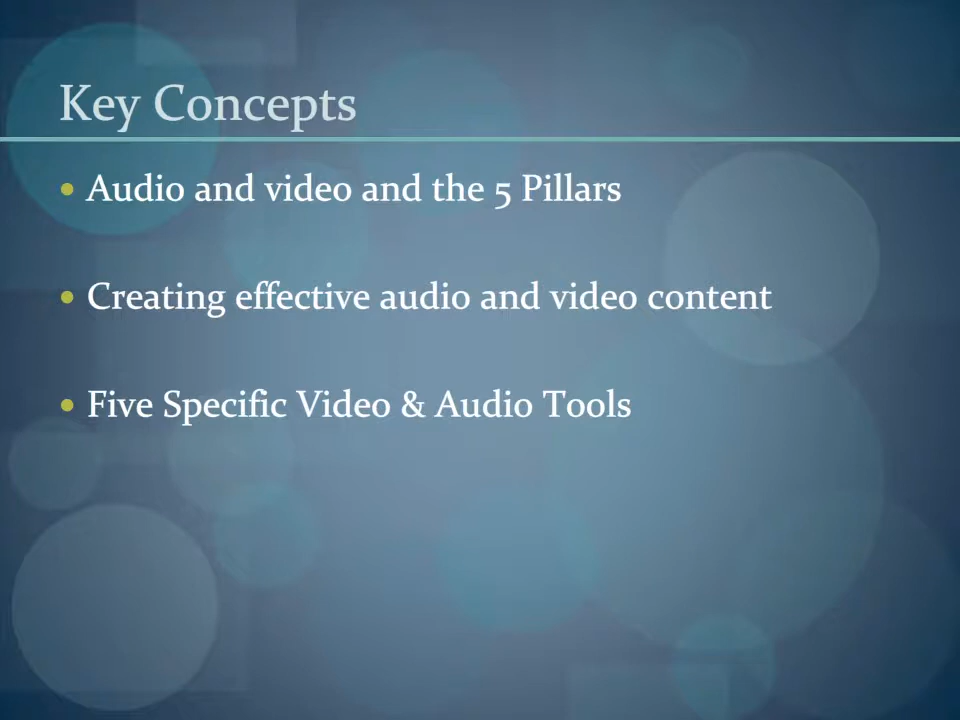 Key Concepts
Audio and video and the 5 Pillars
Creating effective audio and video content
Five Specific Video & Audio Tools